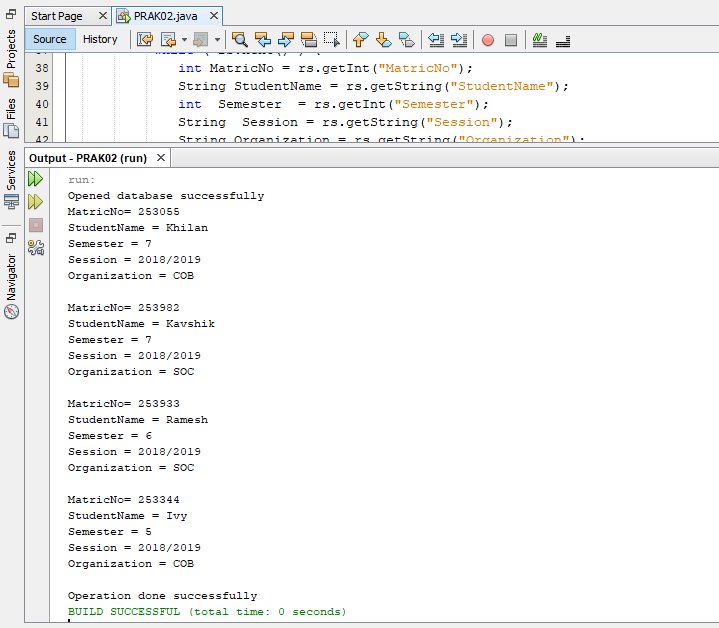 Start Page
PRAK02.java
Source
History
Projects
Files
Services
Navigator
38 int MatricNo = rs.getInt("MatricNo");
39 String StudentName = rs.getString("StudentName");
40 int Semester = rs.getInt("Semester");
41 String Session = rs.getString("Session");
42 String Organization = rs.getString("Organization");
Output - PRAK02 (run)
run:
Opened database successfully
MatricNo= 253055
StudentName = Khilan
Semester = 7
Session = 2018/2019
Organization = COB
MatricNo= 253982
StudentName = Kavshik
Semester = 7
Session = 2018/2019
Organization = SOC
MatricNo= 253933
StudentName = Ramesh
Semester = 6
Session = 2018/2019
Organization = SOC
MatricNo= 253344
StudentName = Ivy
Semester = 5
Session = 2018/2019
Organization = COB
Operation done successfully
BUILD SUCCESSFUL (total time: 0 seconds)